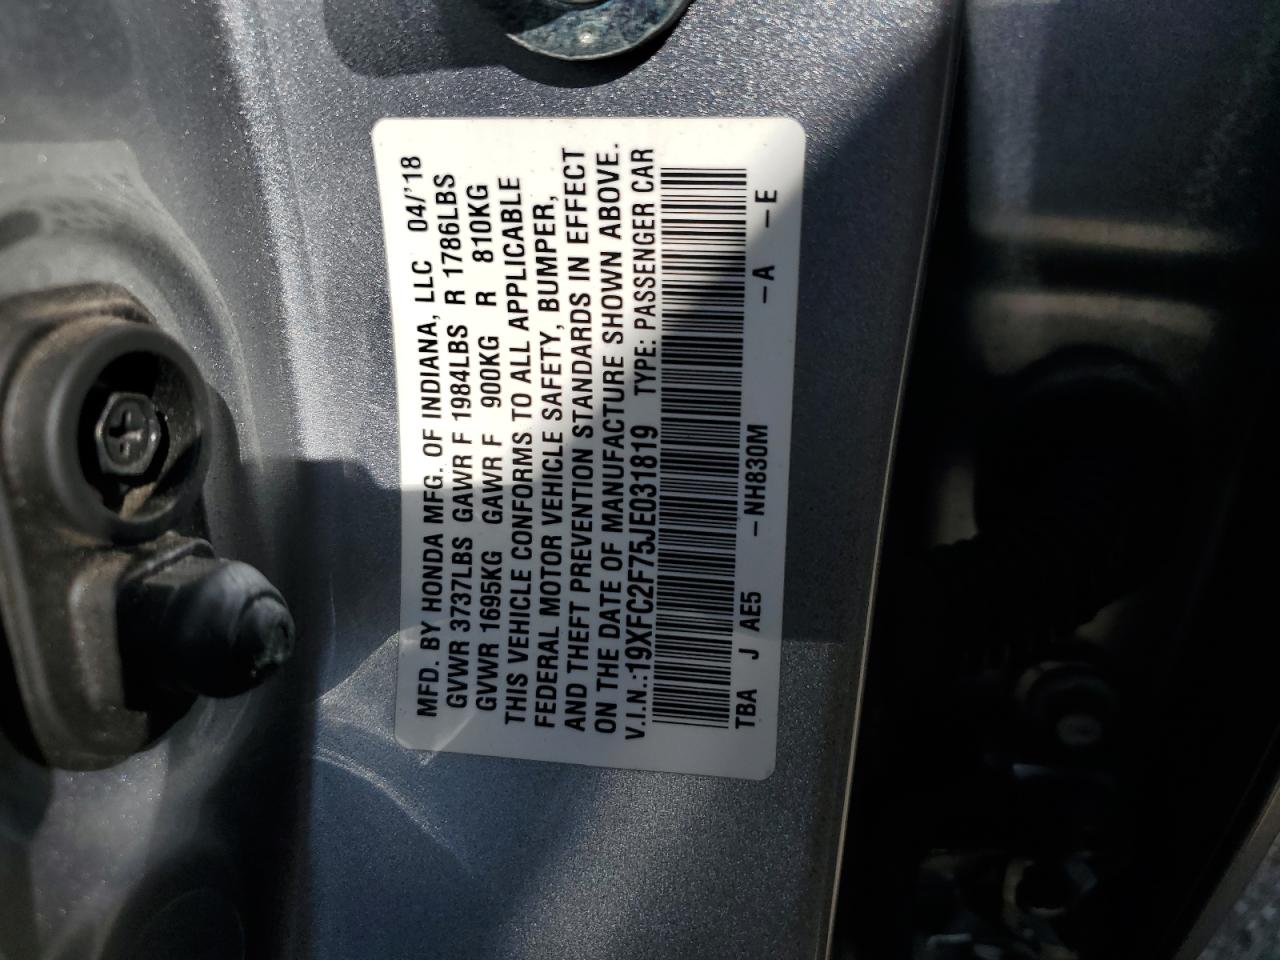 MFD. BY HONDA MFG. OF INDIANA, LLC 04/'18
GVWR 3737LBS GAWR F 1984LBS R 1786LBS
GVWR 1695KG GAWR F 900KG R 810KG
THIS VEHICLE CONFORMS TO ALL APPLICABLE
FEDERAL MOTOR VEHICLE SAFETY, BUMPER,
AND THEFT PREVENTION STANDARDS IN EFFECT
ON THE DATE OF MANUFACTURE SHOWN ABOVE.
V.I.N.:19XFC2F75JE031819 TYPE: PASSENGER CAR
TBA J AE5 –NH830M –A –E